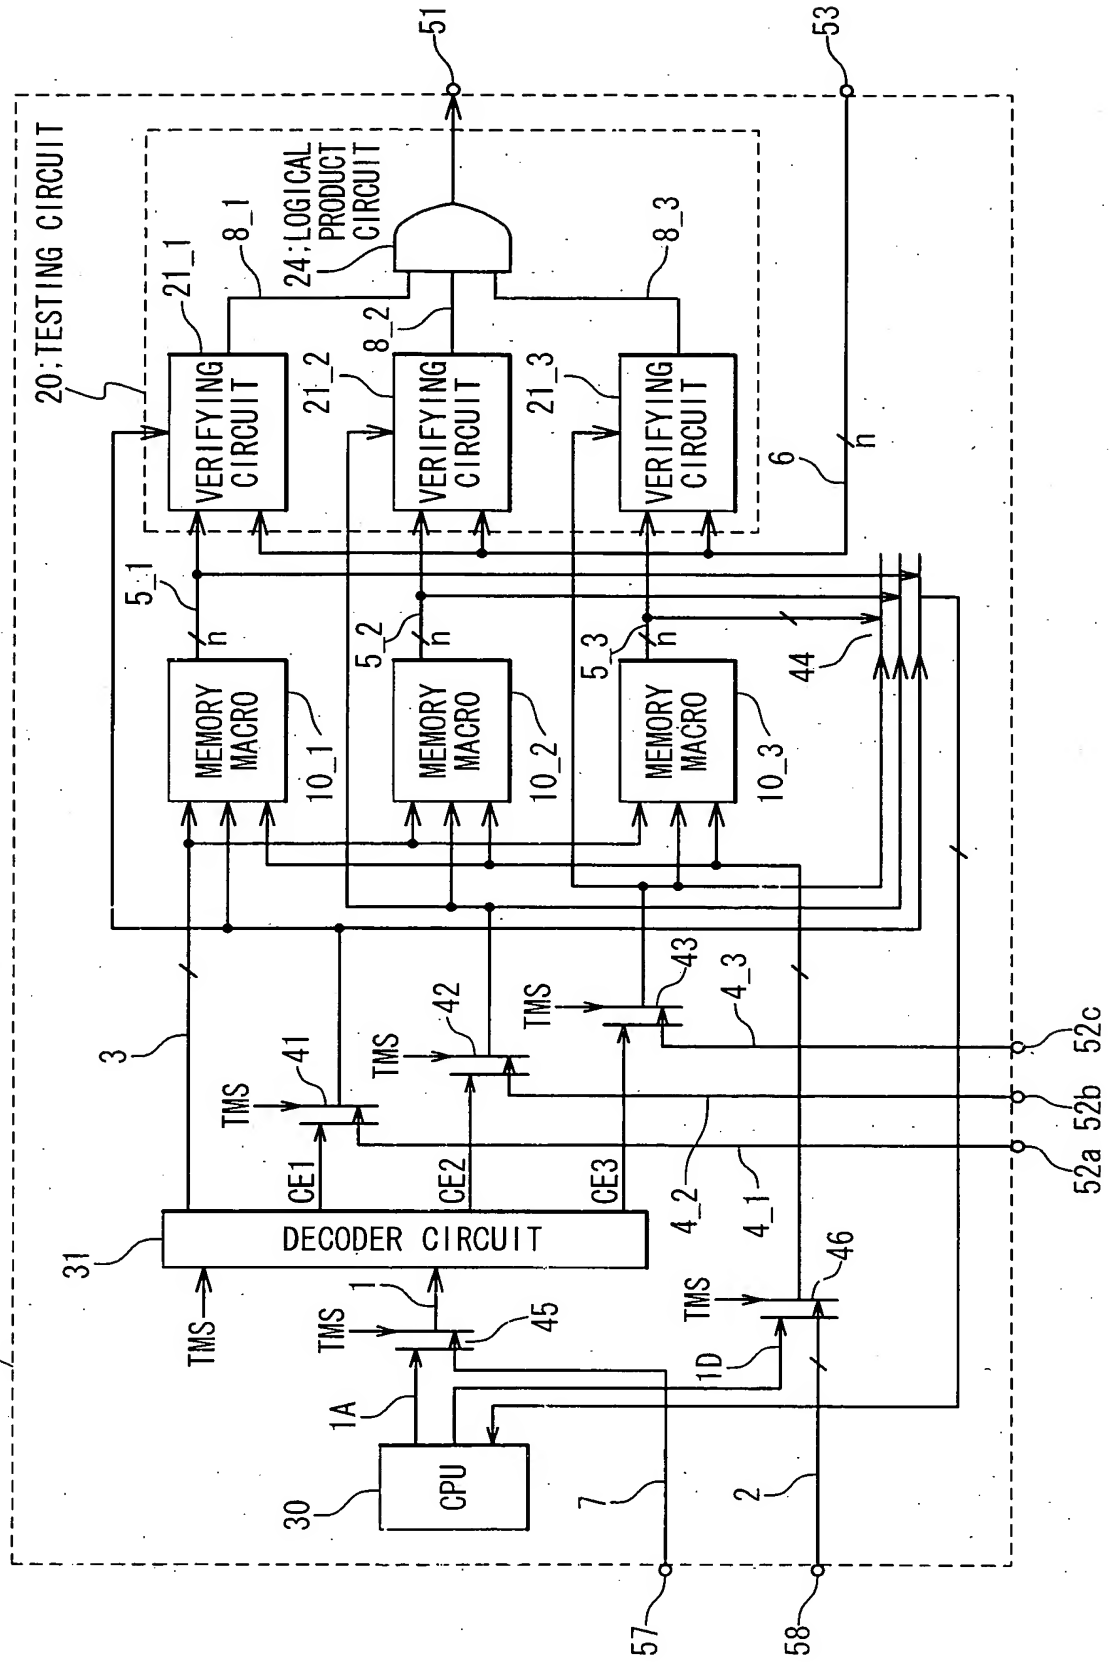 20;TESTING CIRCUIT
21_1
8_1
24;LOGICAL
PRODUCT
CIRCUIT
51
VERIFYING
CIRCUIT
5_1
n
MEMORY
MACRO
10_1
21_2
8_2
VERIFYING
CIRCUIT
5_2
n
MEMORY
MACRO
10_2
21_3
8_3
VERIFYING
CIRCUIT
5_3
n
MEMORY
MACRO
10_3
6
n
53
44
3
TMS
41
TMS
42
TMS
43
4_3
52c
CE1
CE2
CE3
4_2
52b
4_1
52a
31
DECODER CIRCUIT
TMS
1
TMS
45
TMS
46
1A
1D
30
CPU
7
57
2
58